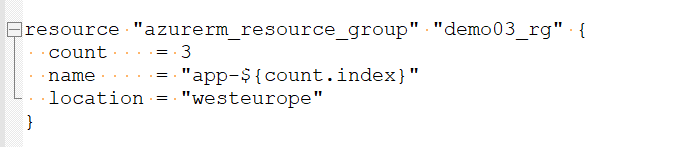 resource "azurerm_resource_group" "demo03_rg" {
  count    = 3
  name     = "app-${count.index}"
  location = "westeurope"
}